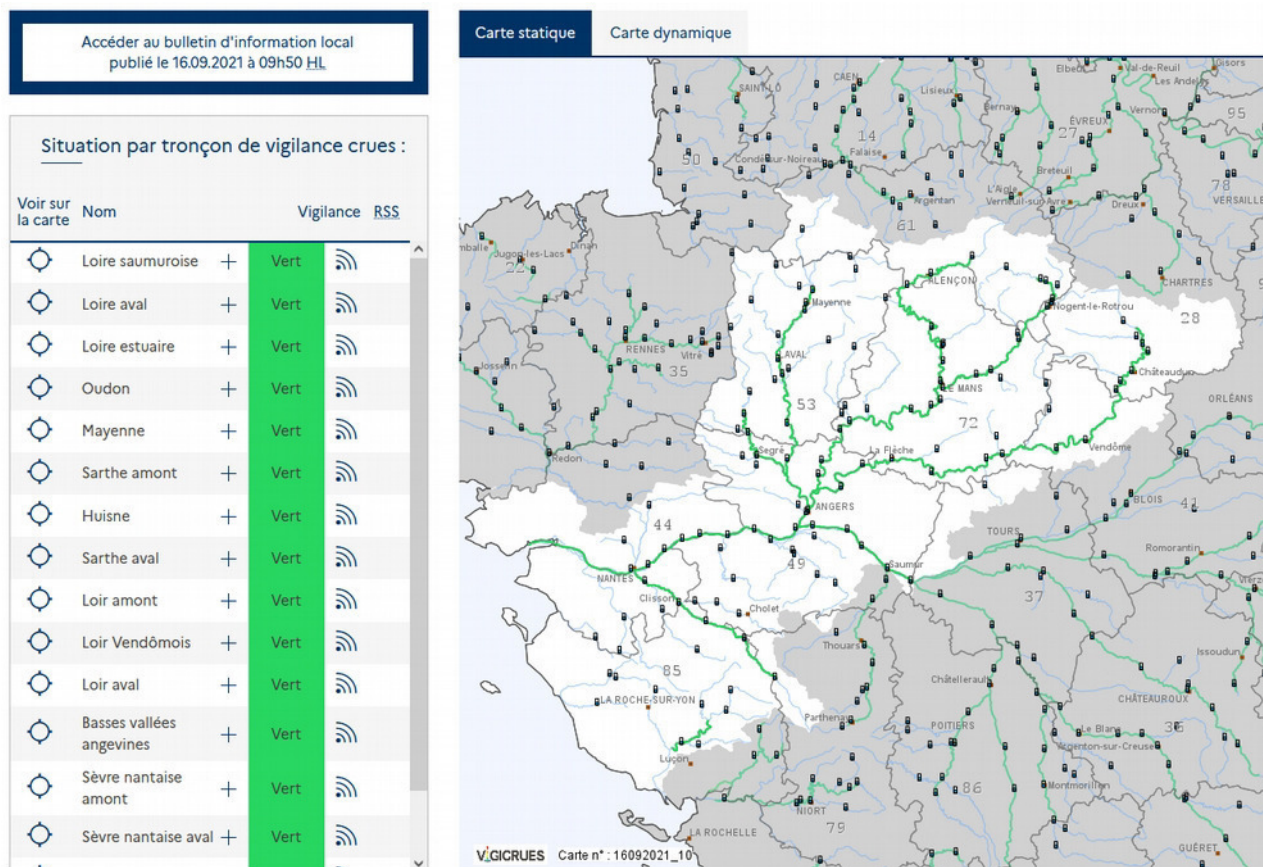 Accéder au bulletin d'information local
publié le 16.09.2021 à 09h50 HL
Situation par tronçon de vigilance crues :
Voir sur
la carte
Nom
Vigilance
RSS
Loire saumuroise + Vert
Loire aval + Vert
Loire estuaire + Vert
Oudon + Vert
Mayenne + Vert
Sarthe amont + Vert
Huisne + Vert
Sarthe aval + Vert
Loir amont + Vert
Loir Vendômois + Vert
Loir aval + Vert
Basses vallées
angevines + Vert
Sèvre nantaise
amont + Vert
Sèvre nantaise aval + Vert
Carte statique
Carte dynamique
Elbeuf
Val-de-Reuil
Gisors
Les Andelys
CAEN
SAINT-LÔ
Lisieux
Bernay
Vernon
95
ÉVREUX
14
27
50
Condé-sur-Noireau
Falaise
Breteuil
78
L'Aigle
Verneuil-sur-Avre
Dreux
VERSAILLE
Argentan
61
mballe
Jugon-les-Lacs
Dinan
22
ALENÇON
CHARTRES
Mayenne
Nogent-le-Rotrou
28
RENNES
Vitré
35
LAVAL
Josselin
Châteaudun
LE MANS
53
72
ORLÉANS
Redon
Segré
La Flèche
Vendôme
ANGERS
BLOIS
41
44
TOURS
Romorantin
49
NANTES
Saumur
Vierzo
37
Clisson
Cholet
Thouars
Issoudun
85
Châtellerault
LA ROCHE-SUR-YON
CHÂTEAUROUX
Parthenay
POITIERS
Le Blanc
36
Argenton-sur-Creuse
Luçon
86
Montmorillon
NIORT
79
LA ROCHELLE
GUÉRET
VIGICRUES Carte n° : 16092021_10